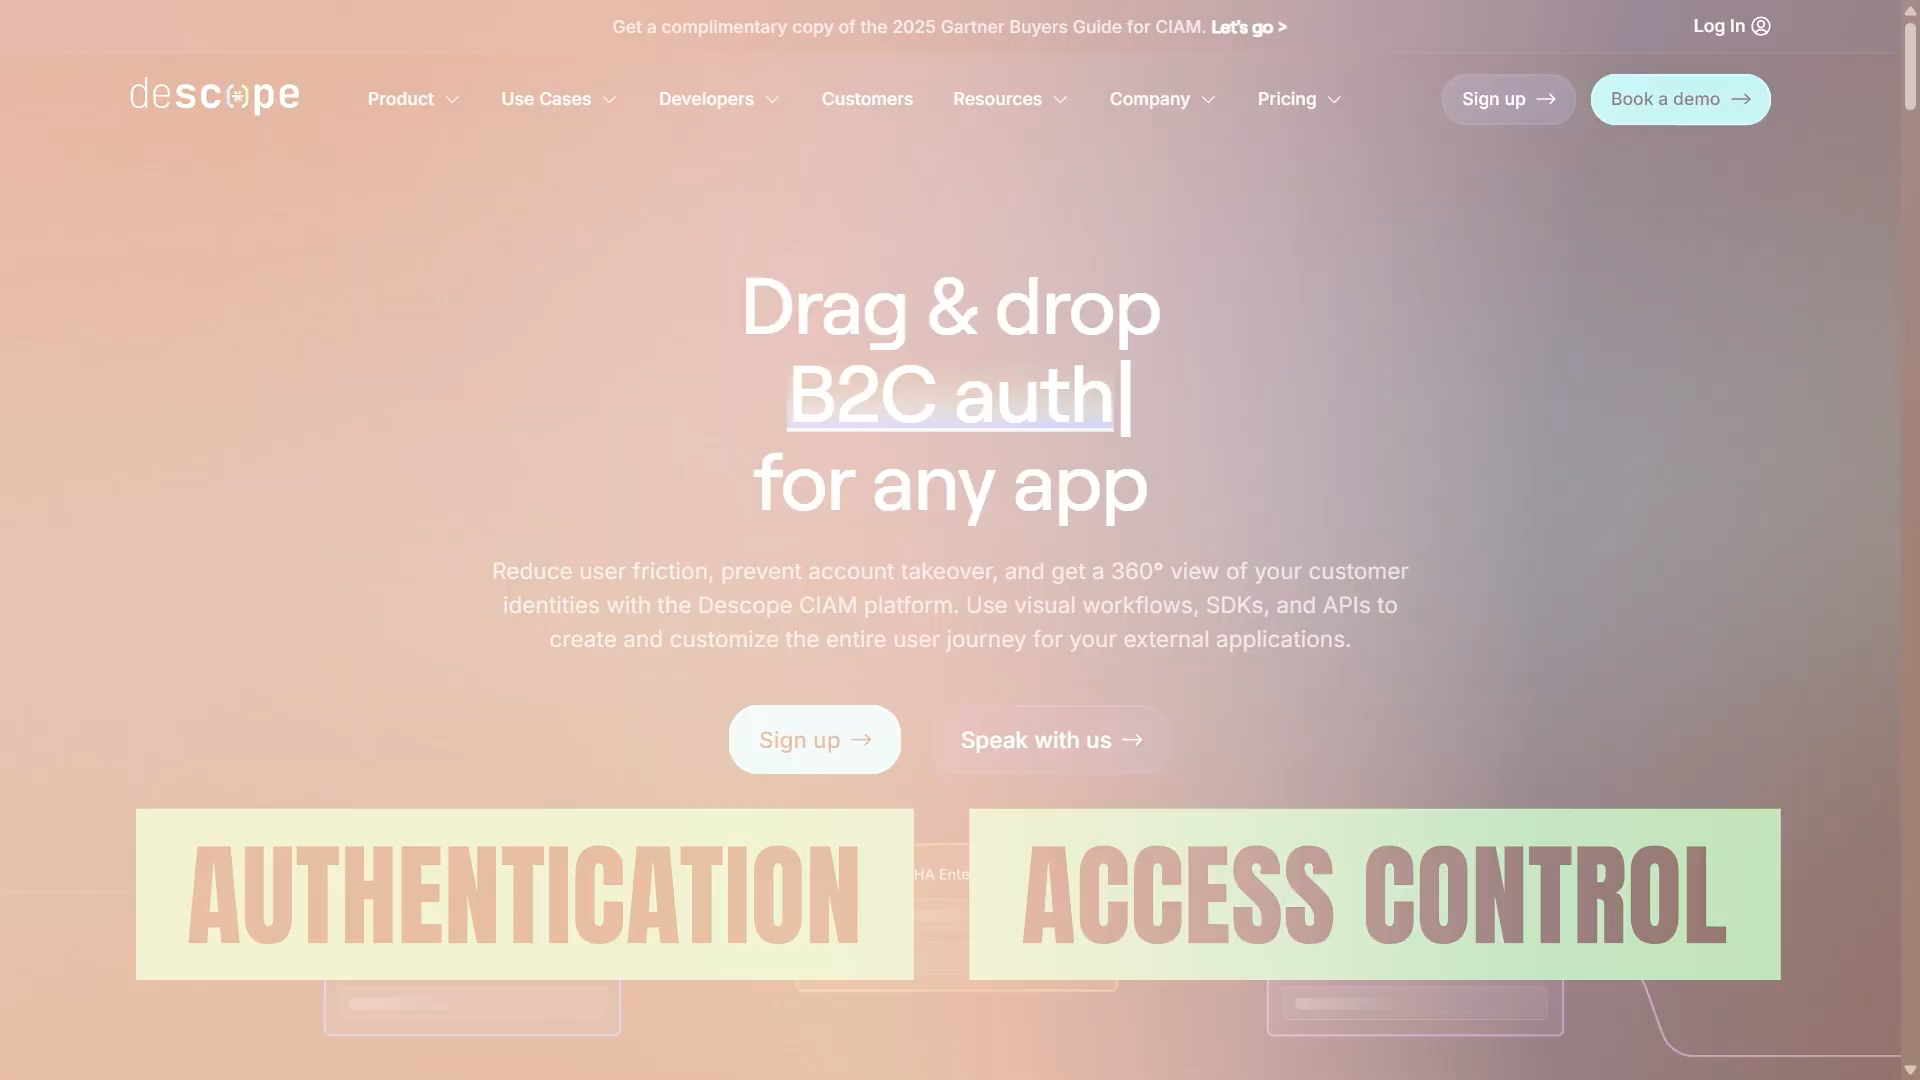 Get a complimentary copy of the 2025 Gartner Buyers Guide for CIAM. Let's go >
Log In
descope
Product
Use Cases
Developers
Customers
Resources
Company
Pricing
Sign up
Book a demo
Drag & drop
B2C auth
for any app
Reduce user friction, prevent account takeover, and get a 360° view of your customer
identities with the Descope CIAM platform. Use visual workflows, SDKs, and APIs to
create and customize the entire user journey for your external applications.
Sign up
Speak with us
HA Ente
AUTHENTICATION
ACCESS CONTROL